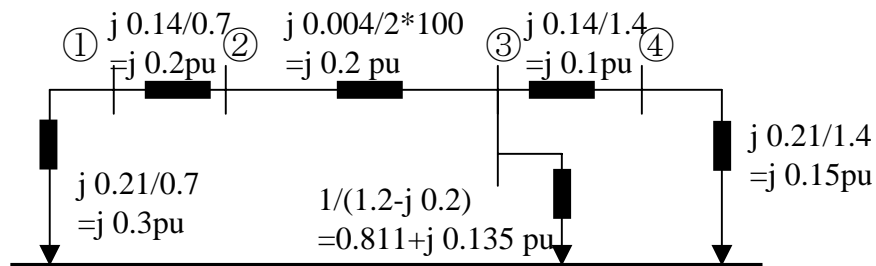 ① j 0.14/0.7 ② j 0.004/2*100 ③ j 0.14/1.4 ④
=j 0.2pu =j 0.2 pu =j 0.1pu
j 0.21/0.7
=j 0.3pu
1/(1.2-j 0.2)
=0.811+j 0.135 pu
j 0.21/1.4
=j 0.15pu